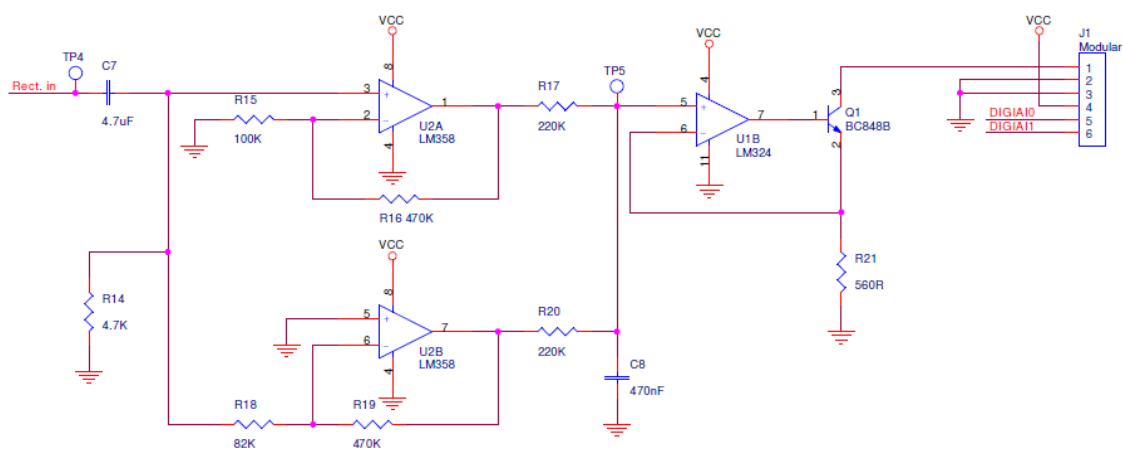 VCC
VCC
VCC
J1
Modular
TP4
C7
Rect. in
4.7uF
R15
100K
8
3
+
2
-
1
4
U2A
LM358
R17
220K
TP5
4
5
+
6
-
7
11
U1B
LM324
3
1
2
Q1
BC848B
1
2
3
4
5
6
DIGIAI0
DIGIAI1
R16 470K
R14
4.7K
VCC
8
5
+
6
-
7
4
U2B
LM358
R20
220K
R21
560R
C8
470nF
R18
82K
R19
470K